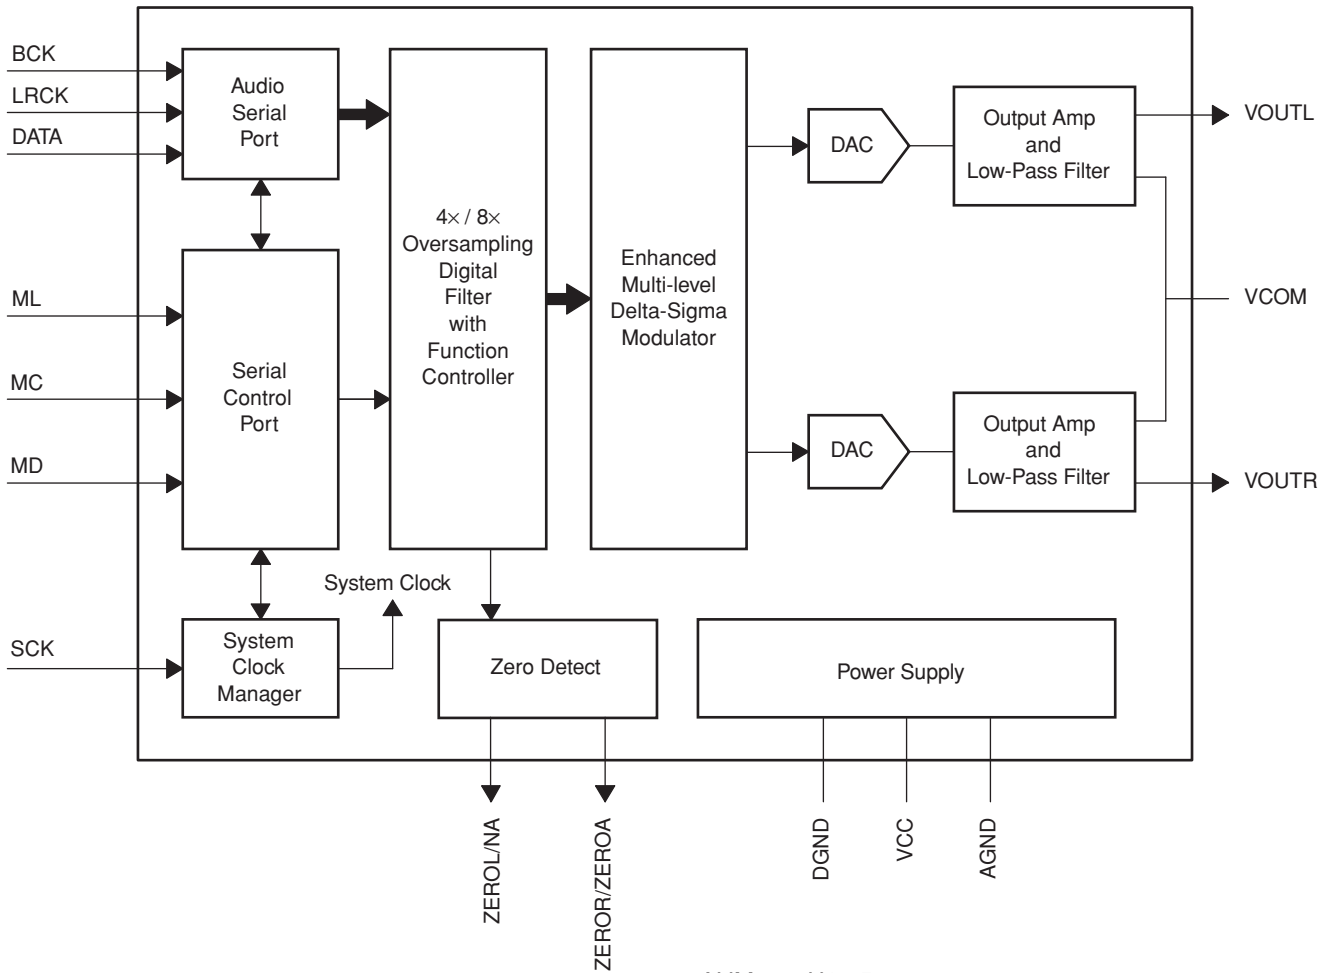 BCK
LRCK
DATA
Audio
Serial
Port
ML
MC
MD
Serial
Control
Port
SCK
System
Clock
Manager
System Clock
4× / 8×
Oversampling
Digital
Filter
with
Function
Controller
Enhanced
Multi-level
Delta-Sigma
Modulator
DAC
Output Amp
and
Low-Pass Filter
VOUTL
VCOM
DAC
Output Amp
and
Low-Pass Filter
VOUTR
Zero Detect
Power Supply
ZEROL/NA
ZEROR/ZEROA
DGND
VCC
AGND